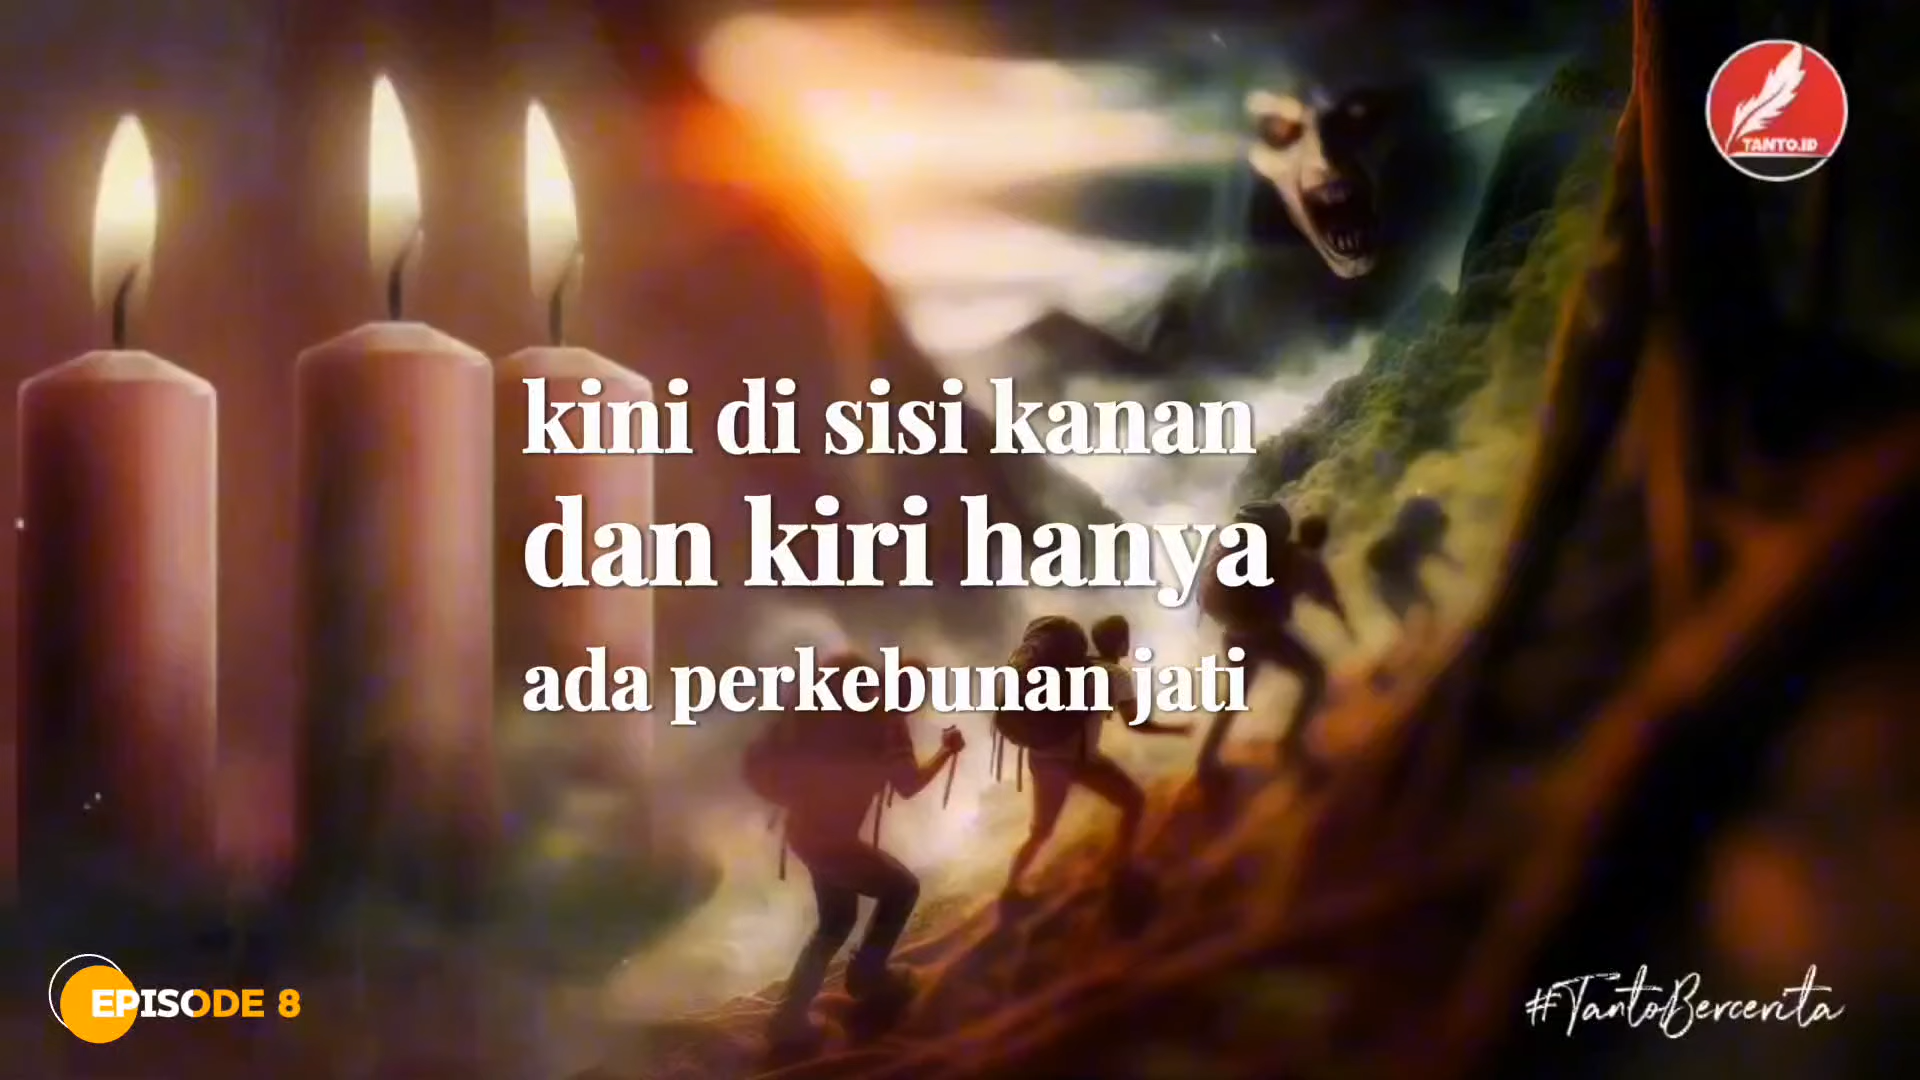 TANTO.ID
kini di sisi kanan
dan kiri hanya
ada perkebunan jati
EPISODE 8
#TantoBercerita